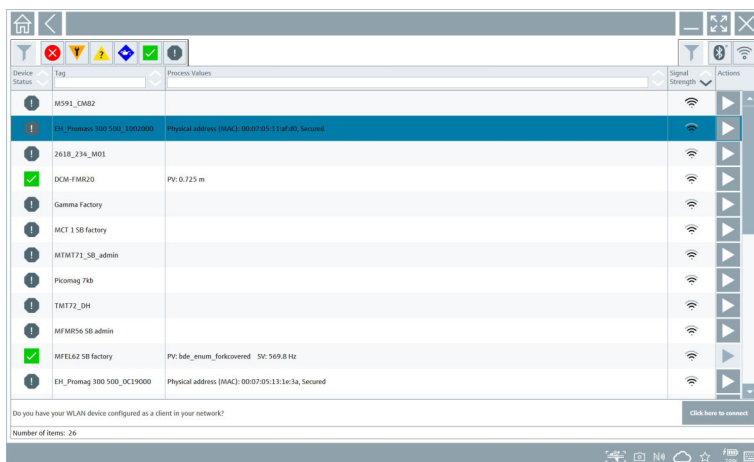 Device Status
Tag
Process Values
Signal Strength
Actions
M591_CM82
EH_Promass 300 500_1002000 Physical address (MAC): 00:07:05:11:af:d0, Secured
2618_234_M01
DCM-FMR20 PV: 0.725 m
Gamma Factory
MCT 1 SB factory
MTMT71_SB_admin
Picomag 7kb
TMT72_DH
MFMR56 SB admin
MFEL62 SB factory PV: bde_enum_forkcovered SV: 569.8 Hz
EH_Promag 300 500_0C19000 Physical address (MAC): 00:07:05:13:1e:3a, Secured
Do you have your WLAN device configured as a client in your network? Click here to connect
Number of items: 26